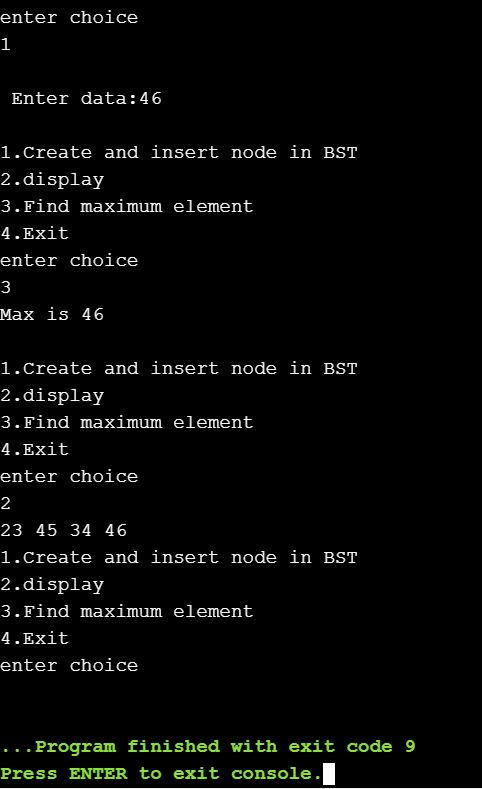 enter choice
1
Enter data:46
1.Create and insert node in BST
2.display
3.Find maximum element
4.Exit
enter choice
3
Max is 46
1.Create and insert node in BST
2.display
3.Find maximum element
4.Exit
enter choice
2
23 45 34 46
1.Create and insert node in BST
2.display
3.Find maximum element
4.Exit
enter choice
...Program finished with exit code 9
Press ENTER to exit console.